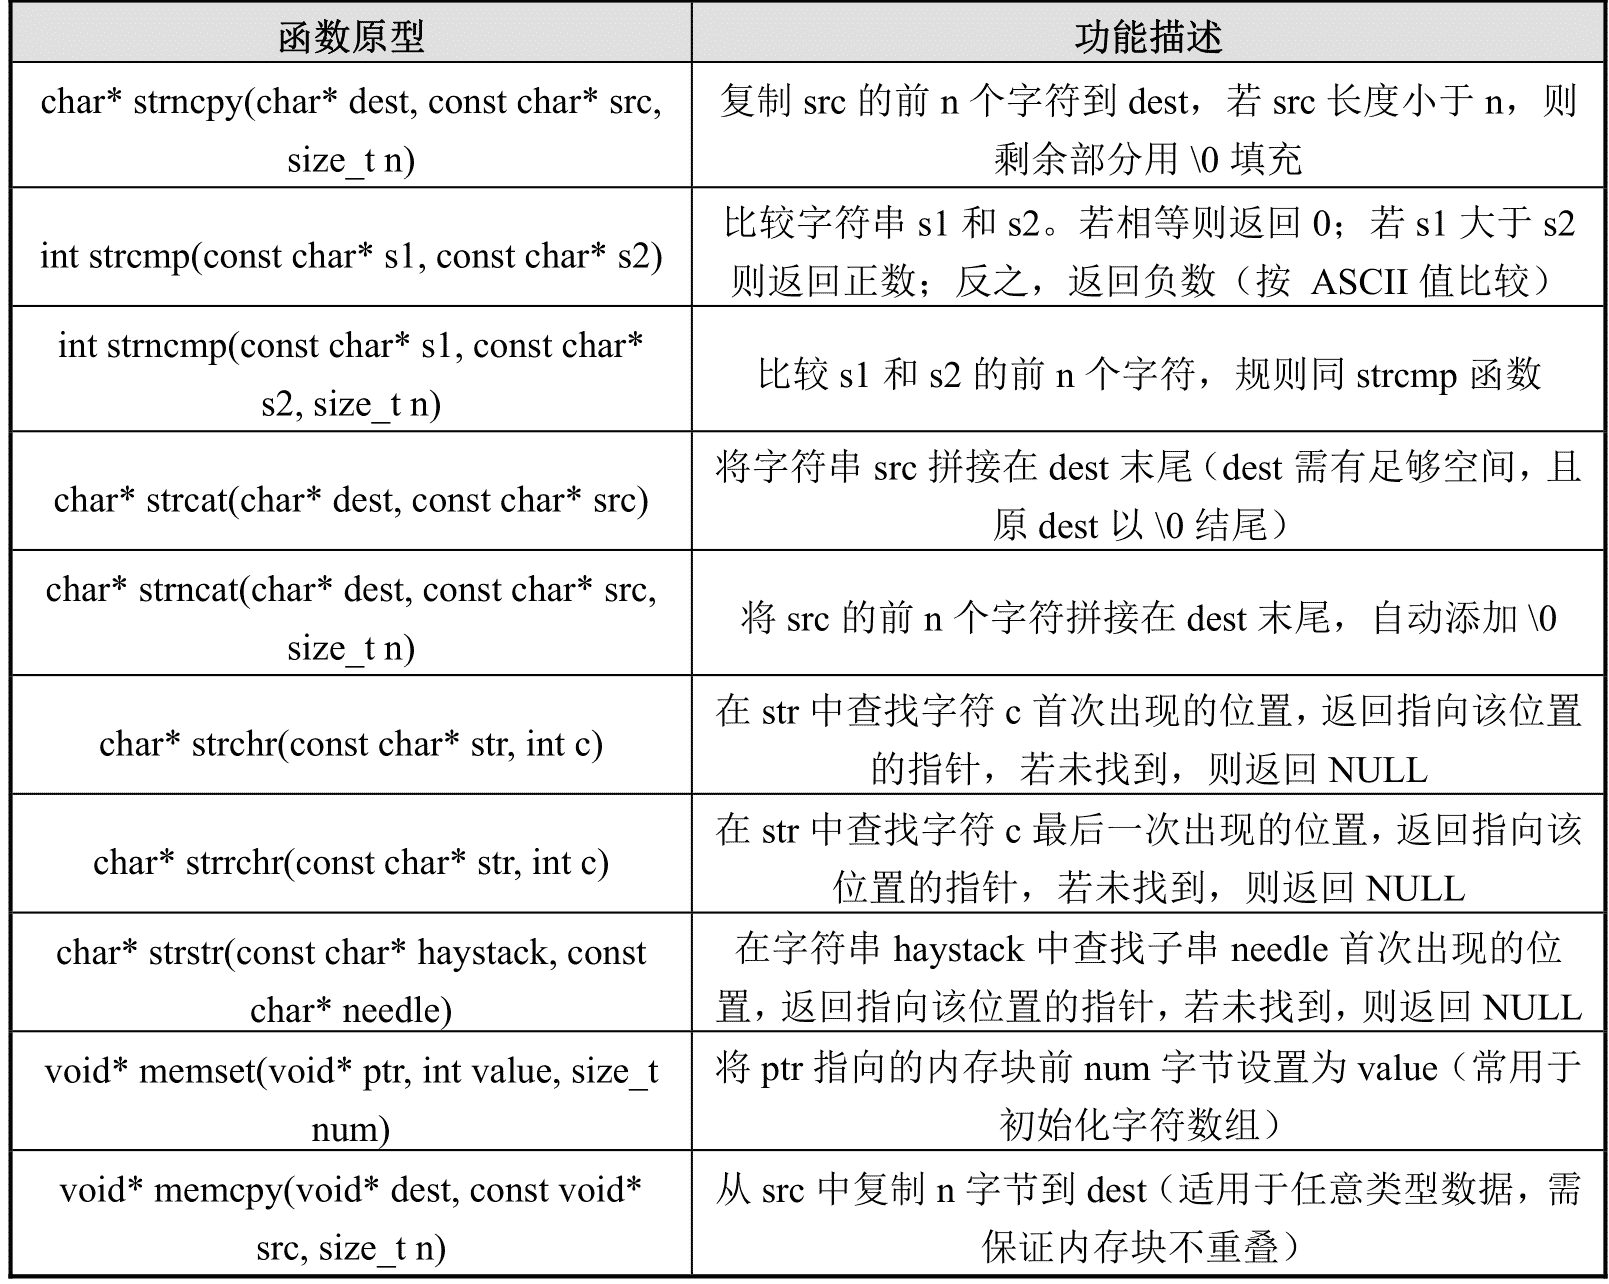 函数原型
功能描述
char* strncpy(char* dest, const char* src,
size_t n)
复制 src 的前 n 个字符到 dest，若 src 长度小于 n，则
剩余部分用 \0 填充
int strcmp(const char* s1, const char* s2)
比较字符串 s1 和 s2。若相等则返回 0；若 s1 大于 s2
则返回正数；反之，返回负数（按 ASCII 值比较）
int strncmp(const char* s1, const char*
s2, size_t n)
比较 s1 和 s2 的前 n 个字符，规则同 strcmp 函数
char* strcat(char* dest, const char* src)
将字符串 src 拼接在 dest 末尾（dest 需有足够空间，且
原 dest 以 \0 结尾）
char* strncat(char* dest, const char* src,
size_t n)
将 src 的前 n 个字符拼接在 dest 末尾，自动添加 \0
char* strchr(const char* str, int c)
在 str 中查找字符 c 首次出现的位置，返回指向该位置
的指针，若未找到，则返回 NULL
char* strrchr(const char* str, int c)
在 str 中查找字符 c 最后一次出现的位置，返回指向该
位置的指针，若未找到，则返回 NULL
char* strstr(const char* haystack, const
char* needle)
在字符串 haystack 中查找子串 needle 首次出现的位
置，返回指向该位置的指针，若未找到，则返回 NULL
void* memset(void* ptr, int value, size_t
num)
将 ptr 指向的内存块前 num 字节设置为 value（常用于
初始化字符数组）
void* memcpy(void* dest, const void*
src, size_t n)
从 src 中复制 n 字节到 dest（适用于任意类型数据，需
保证内存块不重叠）